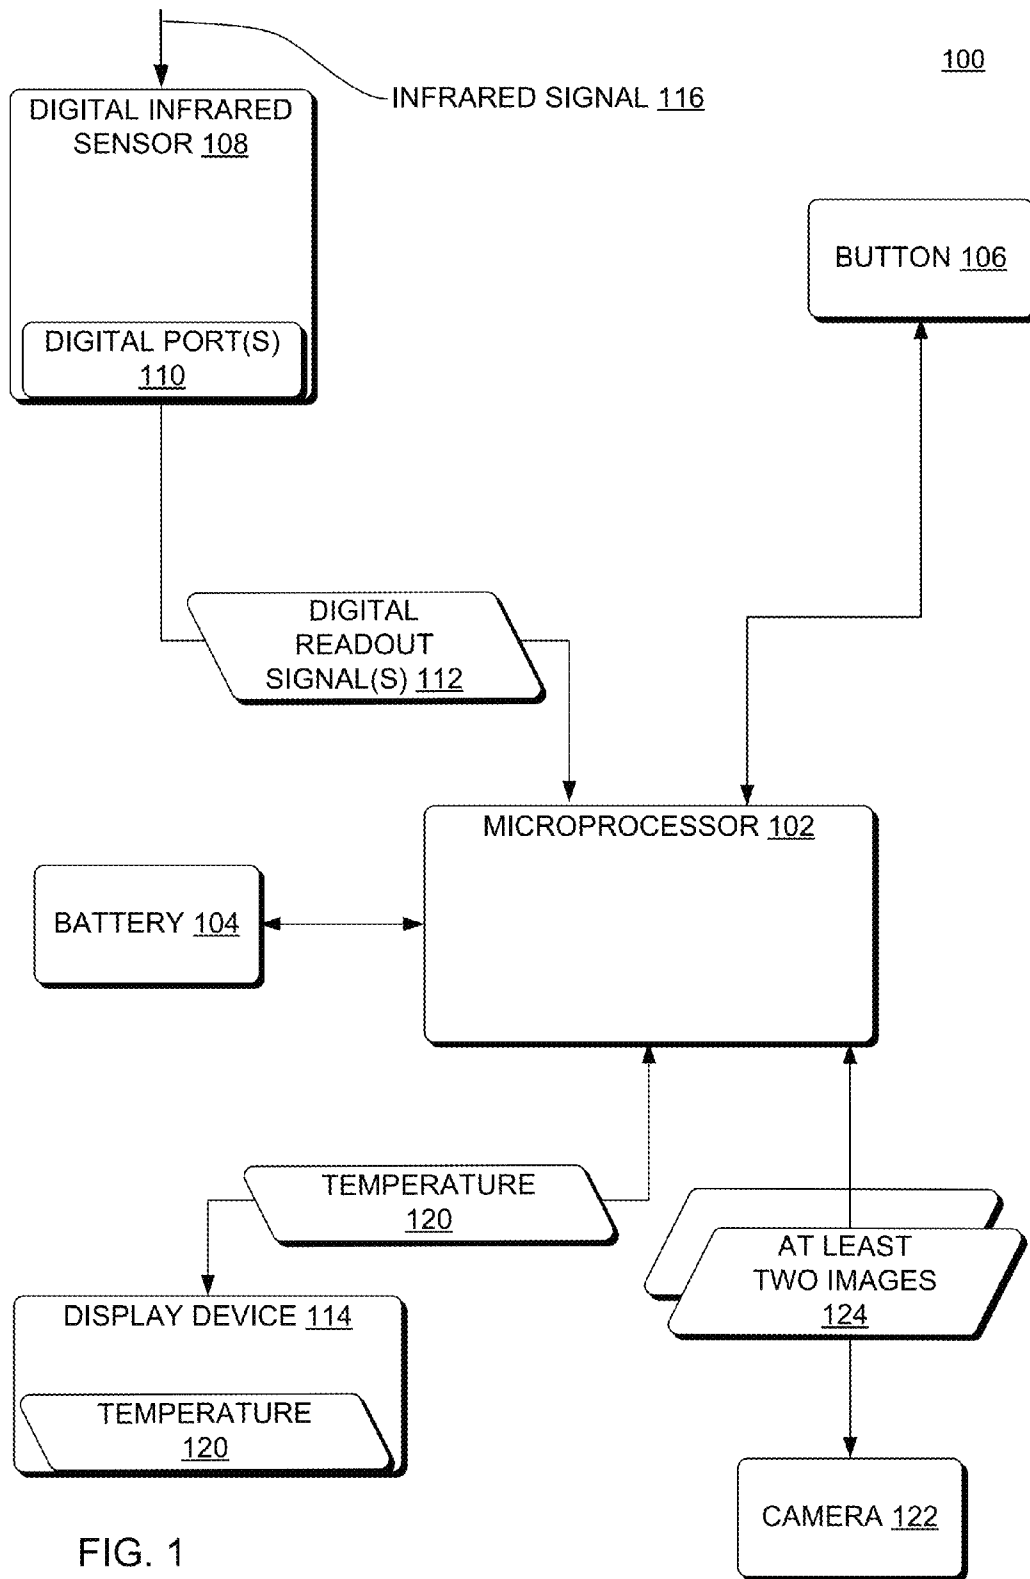 100
INFRARED SIGNAL 116
DIGITAL INFRARED
SENSOR 108
BUTTON 106
DIGITAL PORT(S)
110
DIGITAL
READOUT
SIGNAL(S) 112
MICROPROCESSOR 102
BATTERY 104
TEMPERATURE
120
AT LEAST
TWO IMAGES
124
DISPLAY DEVICE 114
TEMPERATURE
120
CAMERA 122
FIG. 1